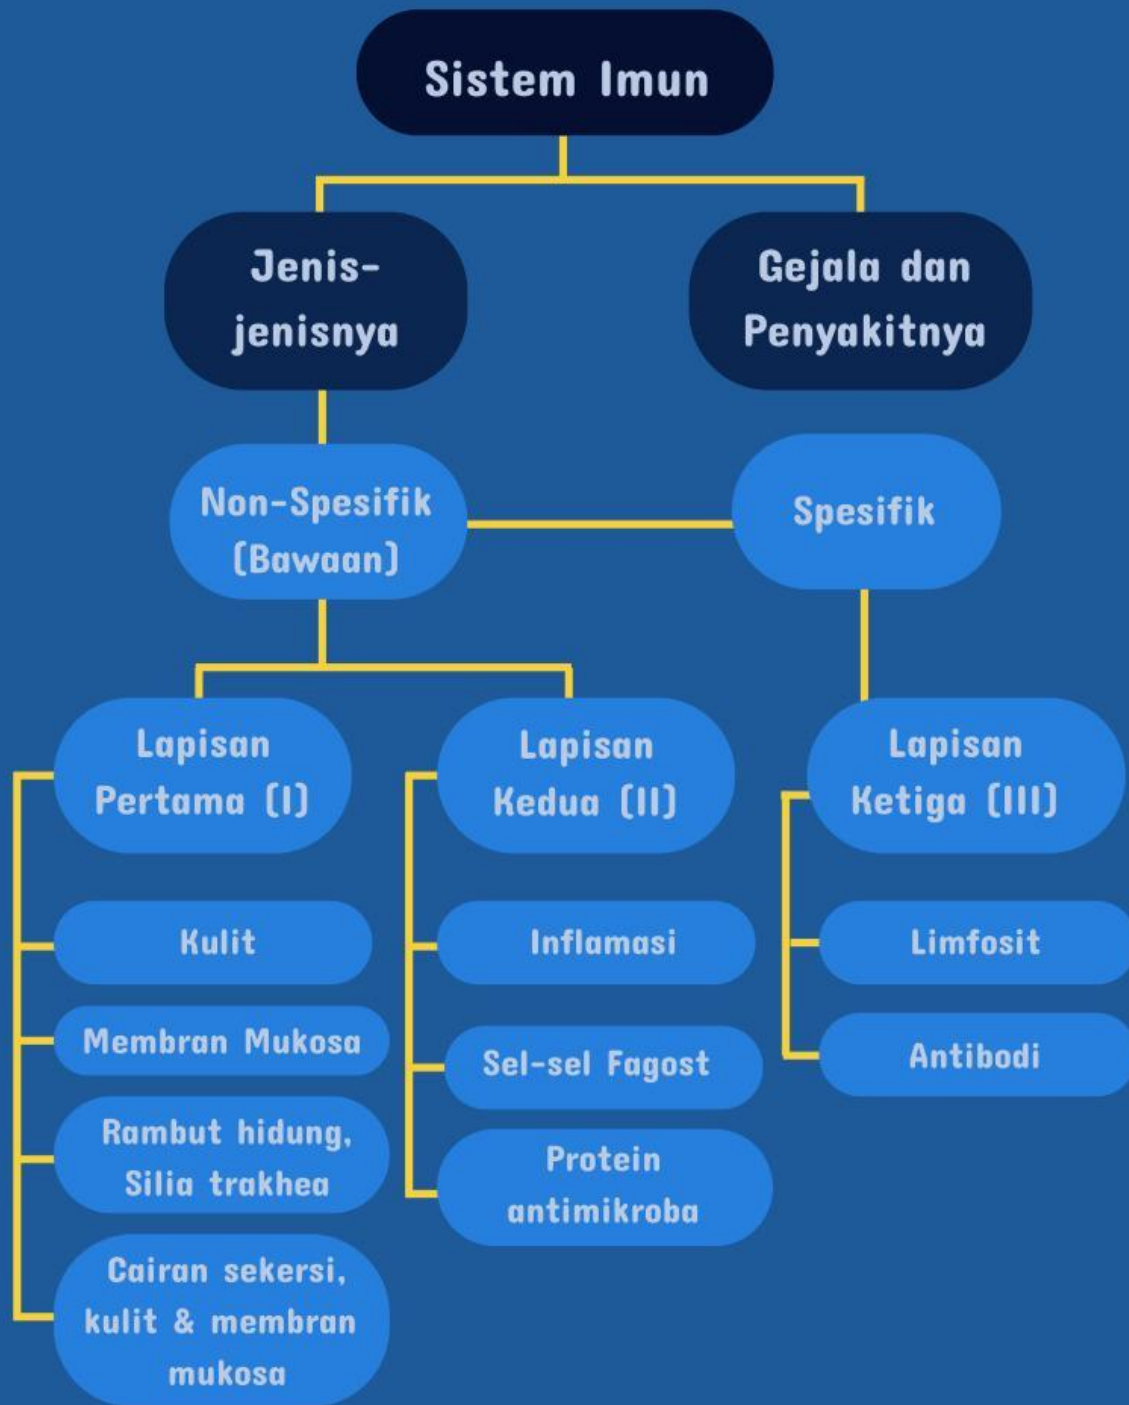 Sistem Imun
Jenis-
jenisnya
Gejala dan
Penyakitnya
Non-Spesifik
(Bawaan)
Spesifik
Lapisan
Pertama (I)
Lapisan
Kedua (II)
Lapisan
Ketiga (III)
Kulit
Membran Mukosa
Rambut hidung,
Silia trakhea
Cairan sekersi,
kulit & membran
mukosa
Inflamasi
Sel-sel Fagost
Protein
antimikroba
Limfosit
Antibodi